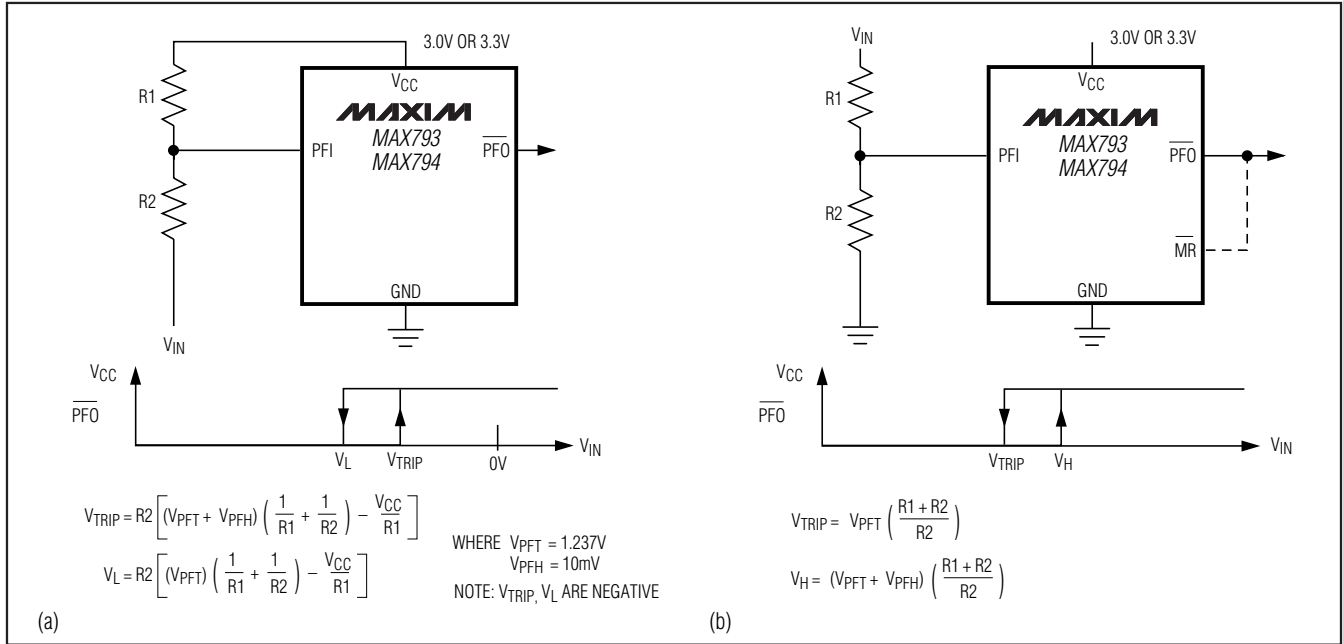 3.0V OR 3.3V
VCC
R1
MAXIM
MAX793
MAX794
PFI
PFO
R2
GND
VIN
VCC
PFO
VL
VTRIP
0V
VIN
VTRIP = R2 [ (VPFT + VPFH) ( 1/R1 + 1/R2 ) – VCC/R1 ]
VL = R2 [ (VPFT) ( 1/R1 + 1/R2 ) – VCC/R1 ]
WHERE VPFT = 1.237V
VPFH = 10mV
NOTE: VTRIP, VL ARE NEGATIVE
(a)
VIN
3.0V OR 3.3V
VCC
R1
MAXIM
MAX793
MAX794
PFI
PFO
R2
MR
GND
VCC
PFO
VTRIP
VH
VIN
VTRIP = VPFT ( R1 + R2 / R2 )
VH = (VPFT + VPFH) ( R1 + R2 / R2 )
(b)